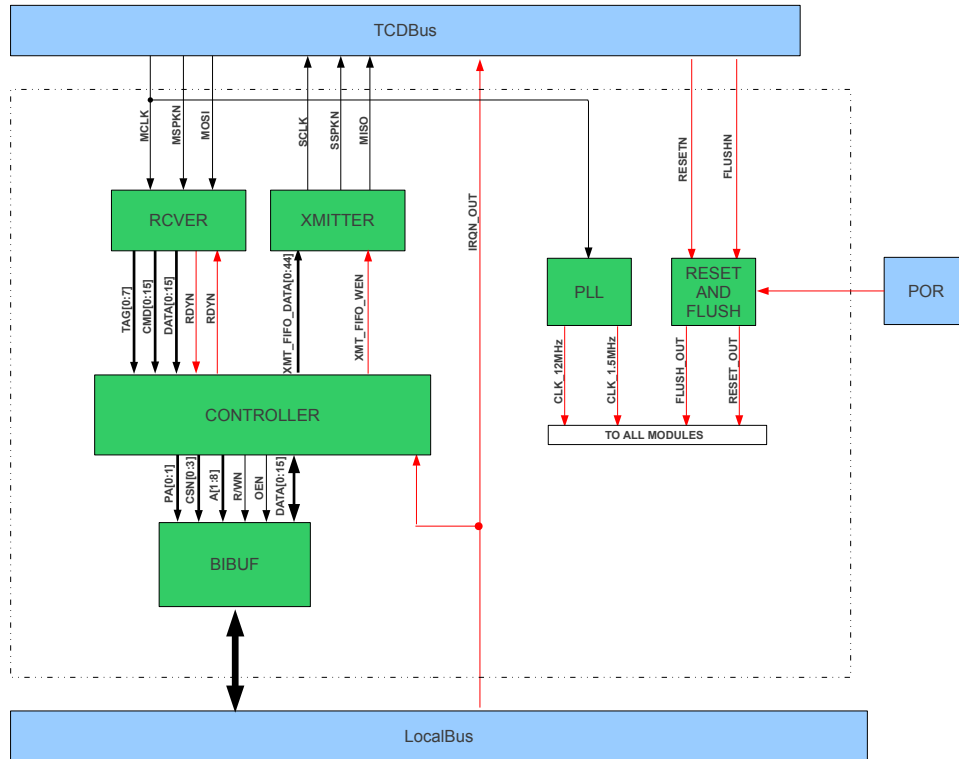 TCDBus
MCLK
MSPKN
MOSI
SCLK
SSPKN
MISO
IRQN_OUT
RESETN
FLUSHN
RCVER
XMITTER
PLL
RESET
AND
FLUSH
POR
TAG[0:7]
CMD[0:15]
DATA[0:15]
RDYN
RDYN
XMT_FIFO_DATA[0:44]
XMT_FIFO_WEN
CLK_12MHz
CLK_1.5MHz
FLUSH_OUT
RESET_OUT
CONTROLLER
TO ALL MODULES
PA[0:1]
CSN[0:3]
A[1:8]
R/WN
OEN
DATA[0:15]
BIBUF
LocalBus